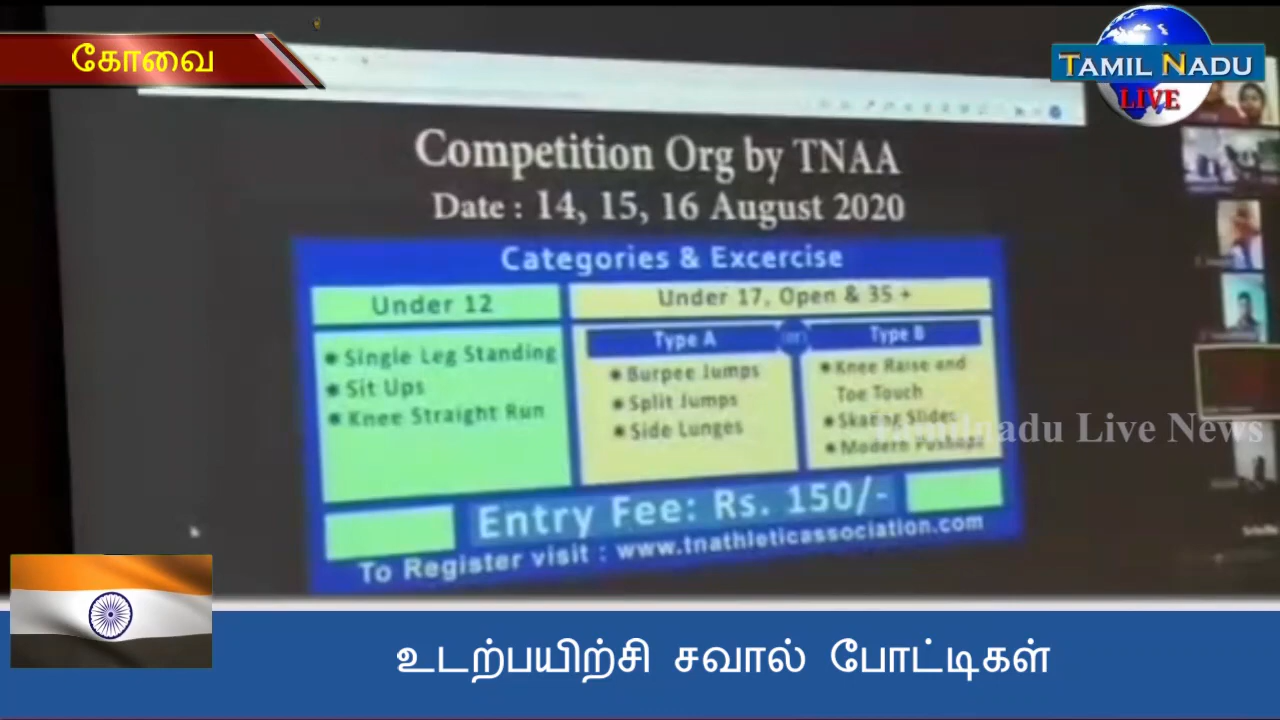 கோவை
TAMIL NADU
LIVE
Competition Org by TNAA
Date : 14, 15, 16 August 2020
Categories & Excercise
Under 12
Under 17, Open & 35 +
• Single Leg Standing
• Sit Ups
• Knee Straight Run
Type A
Type B
• Burpee Jumps
• Split Jumps
• Side Lunges
• Knee Raise and
Toe Touch
• Skating Slides
• Modern Pushups
Tamilnadu Live News
Entry Fee: Rs. 150/-
To Register visit : www.tnathleticassociation.com
உடற்பயிற்சி சவால் போட்டிகள்